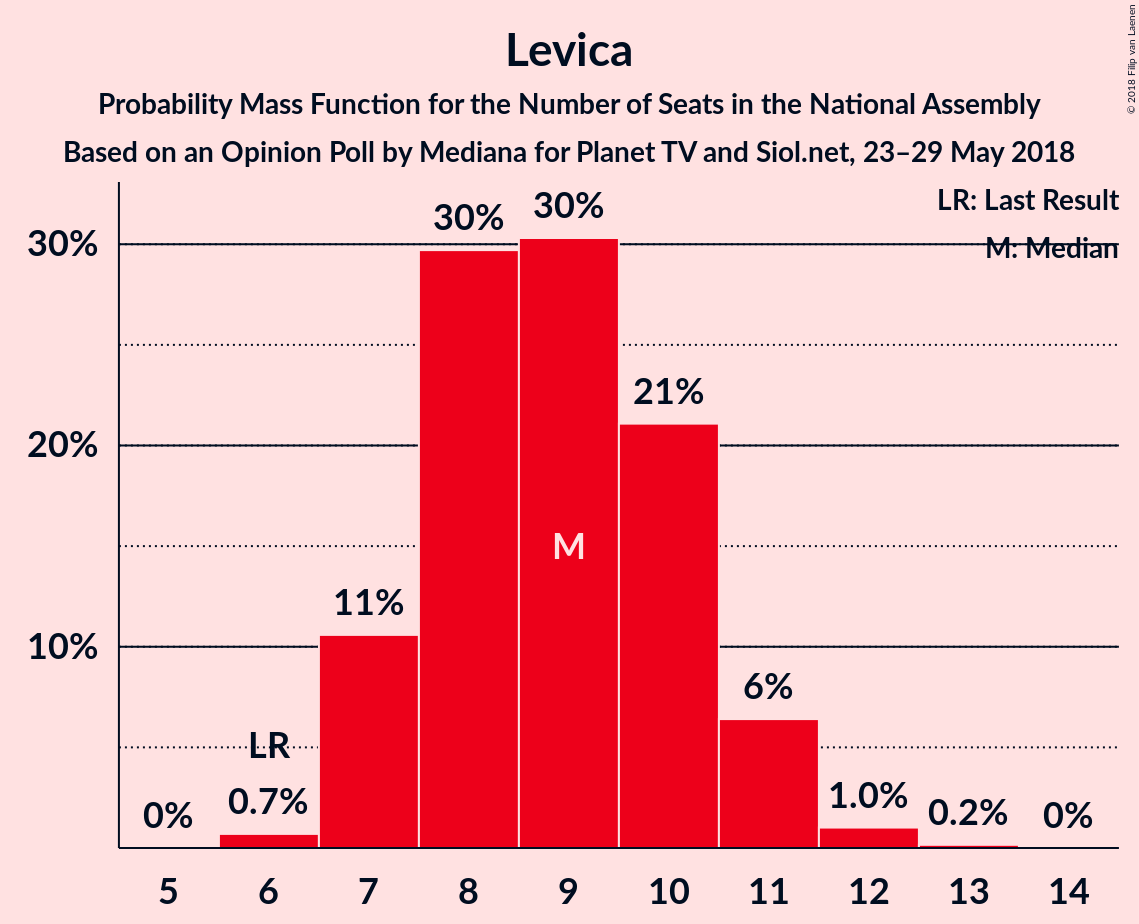 Levica
Probability Mass Function for the Number of Seats in the National Assembly
Based on an Opinion Poll by Mediana for Planet TV and Siol.net, 23–29 May 2018
© 2018 Filip van Laenen
LR: Last Result
M: Median
30%
20%
10%
0%
LR
0.7%
11%
30%
30%
M
21%
6%
1.0%
0.2%
0%
5 6 7 8 9 10 11 12 13 14